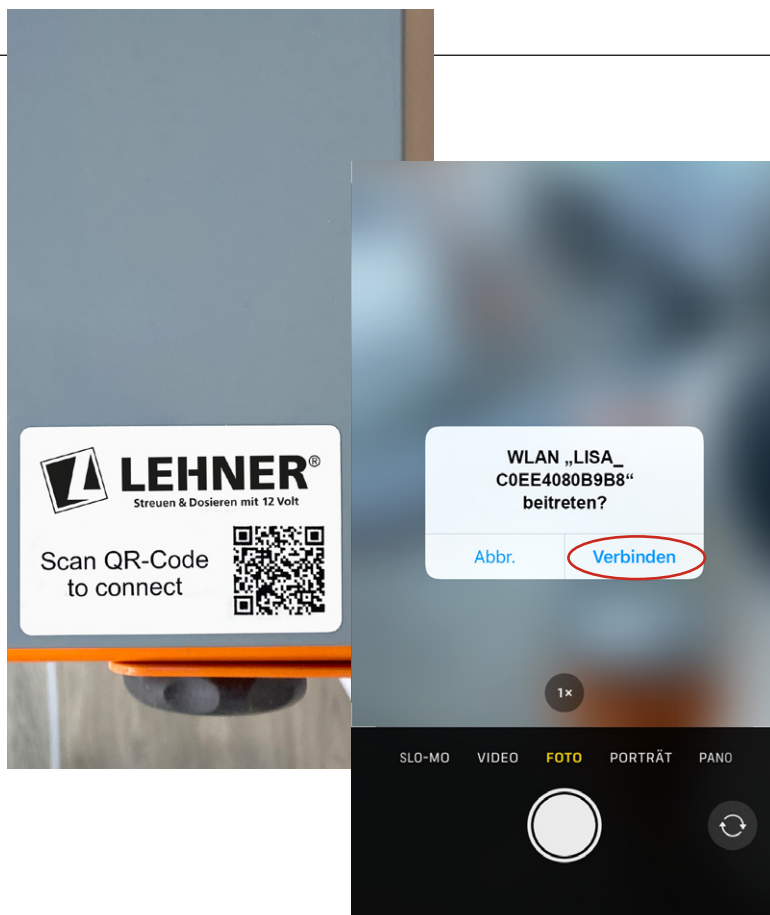 LEHNER®
Streuen & Dosieren mit 12 Volt
Scan QR-Code
to connect
WLAN „LISA_
C0EE4080B9B8“
beitreten?
Abbr.
Verbinden
1×
SLO-MO
VIDEO
FOTO
PORTRÄT
PANO